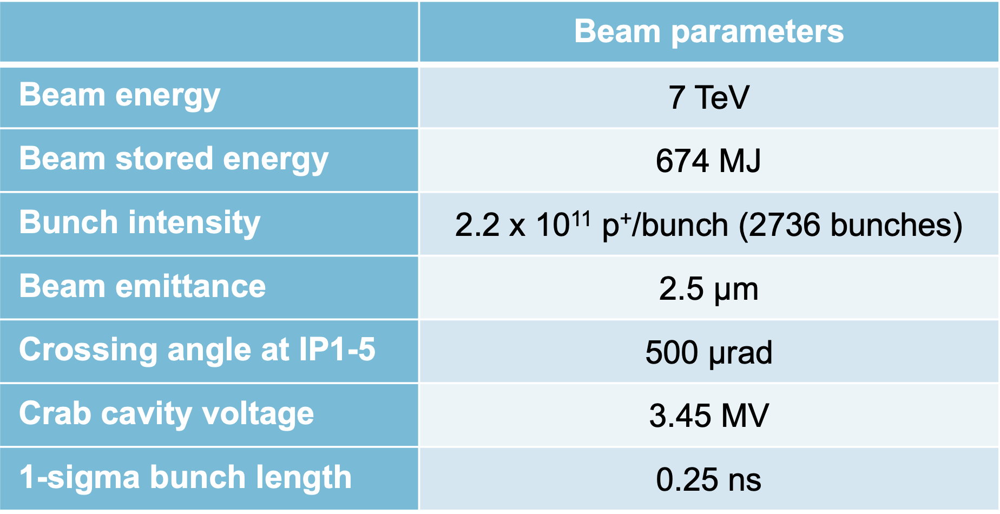 Beam parameters
Beam energy 7 TeV
Beam stored energy 674 MJ
Bunch intensity 2.2 x 10¹¹ p⁺/bunch (2736 bunches)
Beam emittance 2.5 µm
Crossing angle at IP1-5 500 µrad
Crab cavity voltage 3.45 MV
1-sigma bunch length 0.25 ns